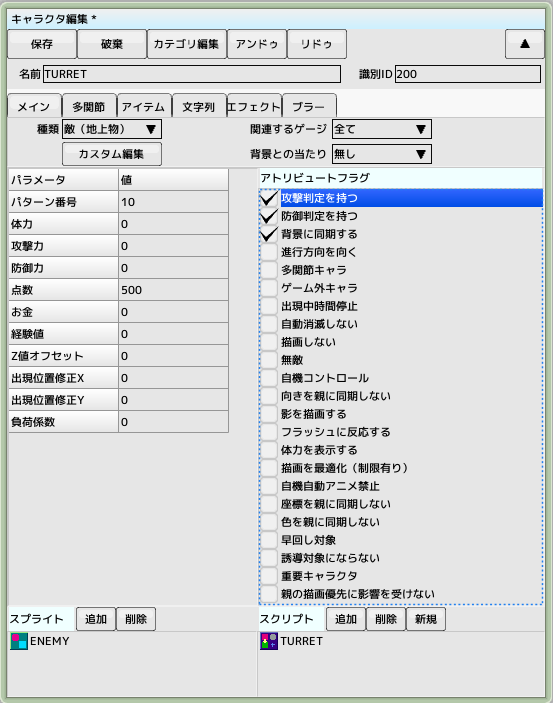 キャラクタ編集 *
保存 破棄 カテゴリ編集 アンドゥ リドゥ ▲
名前 TURRET 識別ID 200
メイン 多関節 アイテム 文字列 エフェクト ブラー
種類 敵（地上物） ▼ 関連するゲージ 全て ▼
カスタム編集 背景との当たり 無し ▼
パラメータ 値
パターン番号 10
体力 0
攻撃力 0
防御力 0
点数 500
お金 0
経験値 0
Z値オフセット 0
出現位置修正X 0
出現位置修正Y 0
負荷係数 0
アトリビュートフラグ
攻撃判定を持つ
防御判定を持つ
背景に同期する
進行方向を向く
多関節キャラ
ゲーム外キャラ
出現中時間停止
自動消滅しない
描画しない
無敵
自機コントロール
向きを親に同期しない
影を描画する
フラッシュに反応する
体力を表示する
描画を最適化（制限有り）
自機自動アニメ禁止
座標を親に同期しない
色を親に同期しない
早回し対象
誘導対象にならない
重要キャラクタ
親の描画優先に影響を受けない
スプライト 追加 削除
ENEMY
スクリプト 追加 削除 新規
TURRET